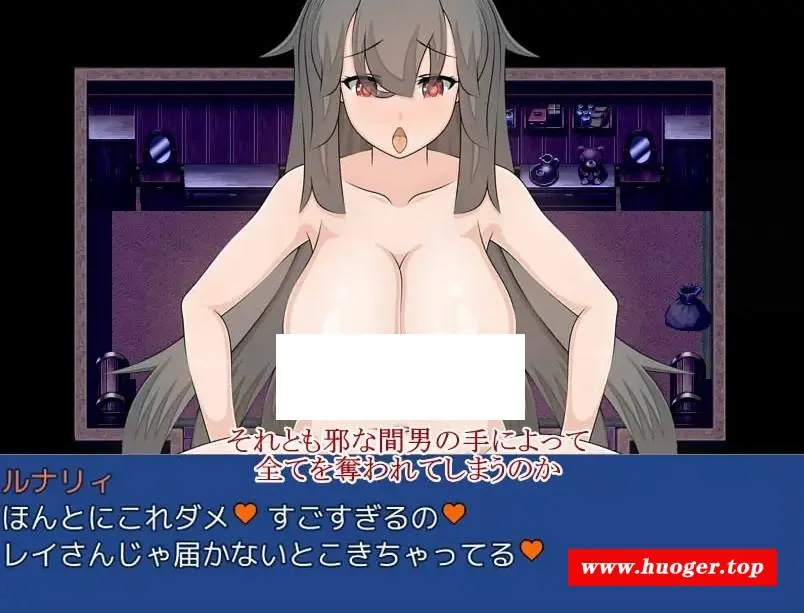 それとも邪な間男の手によって
全てを奪われてしまうのか
ルナリィ
ほんとにこれダメ♥ すごすぎるの♥
レイさんじゃ届かないとこきちゃってる♥
www.huoger.top